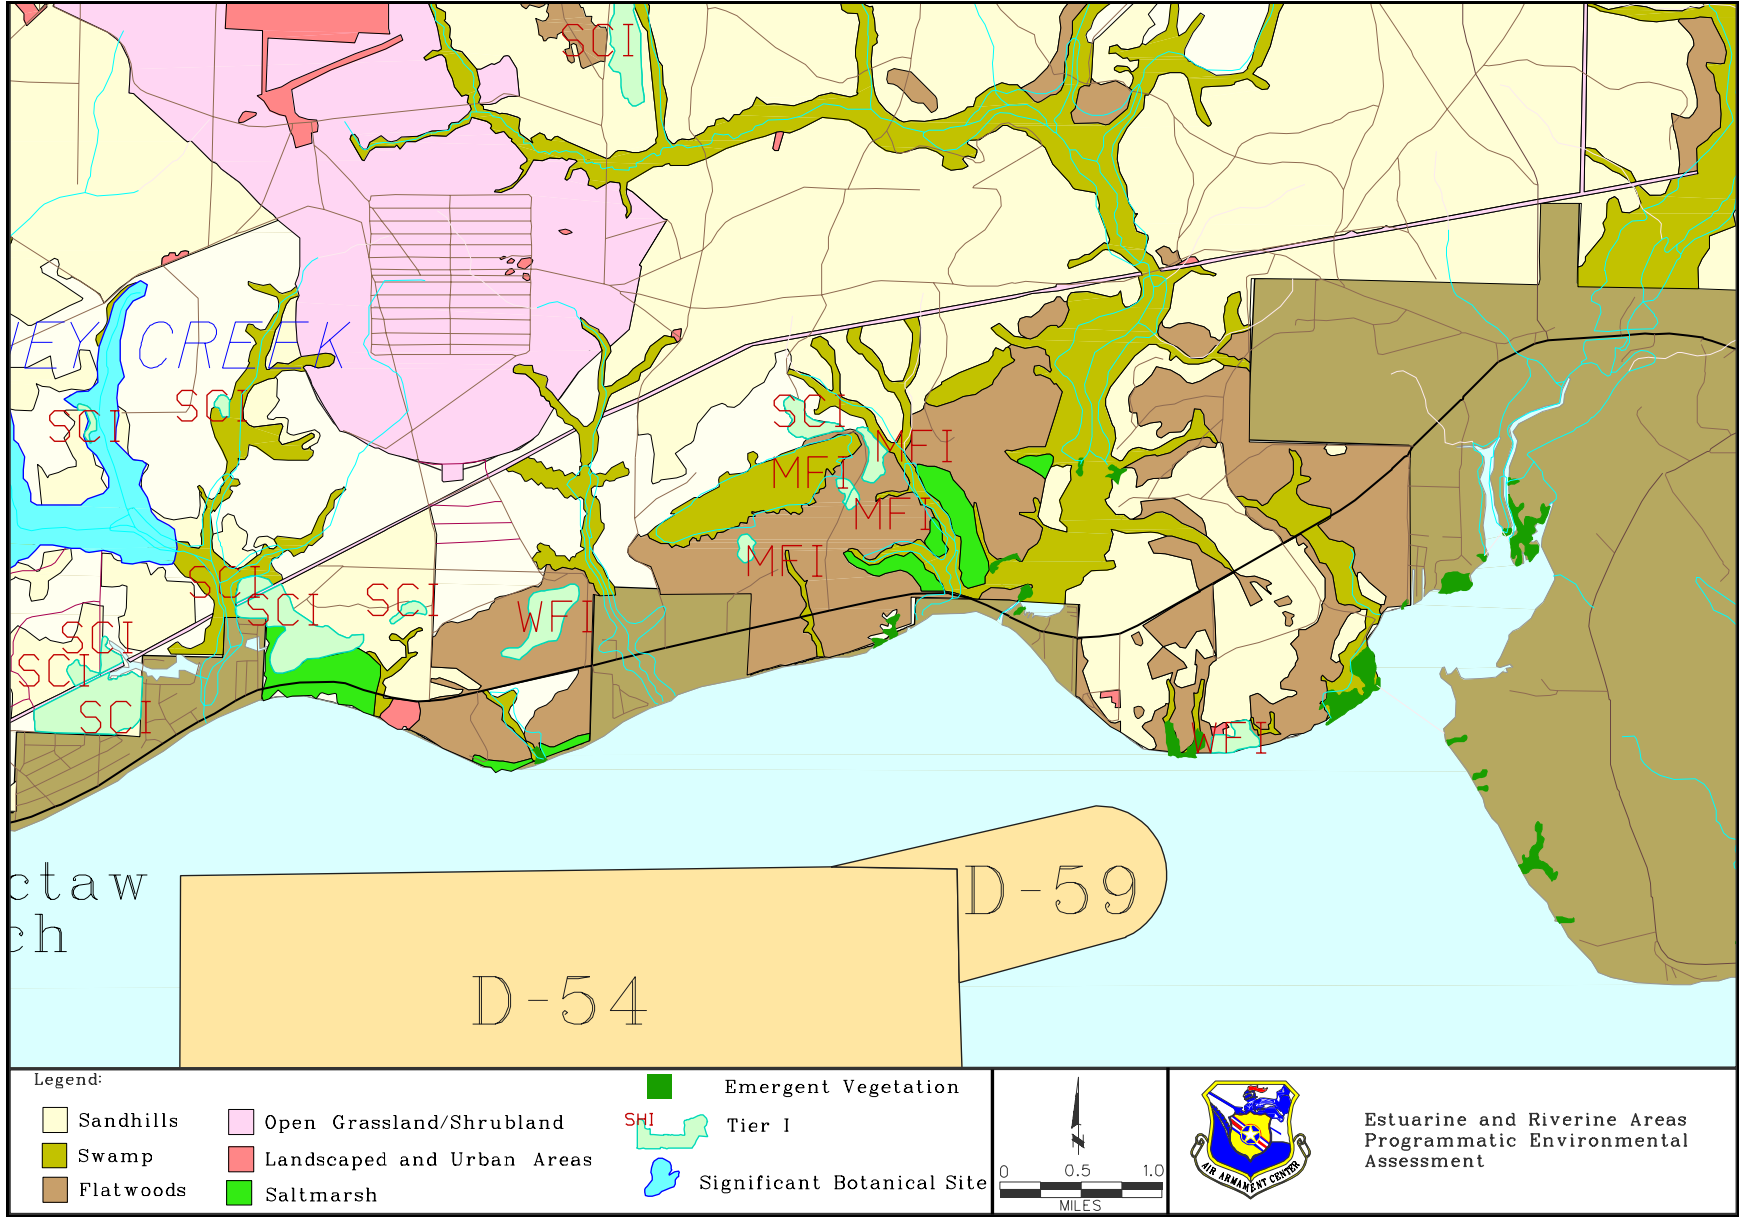 SCI
EY CREEK
SCI
SCI
SCI
MFI
MFI
MFI
MFI
SCI
SCI
SCI
WFI
SCI
SCI
SCI
WFI
ctaw
ch
D-59
D-54
Legend:
Sandhills
Swamp
Flatwoods
Open Grassland/Shrubland
Landscaped and Urban Areas
Saltmarsh
Emergent Vegetation
SHI
Tier I
Significant Botanical Site
0 0.5 1.0
MILES
AIR ARMAMENT CENTER
Estuarine and Riverine Areas
Programmatic Environmental
Assessment